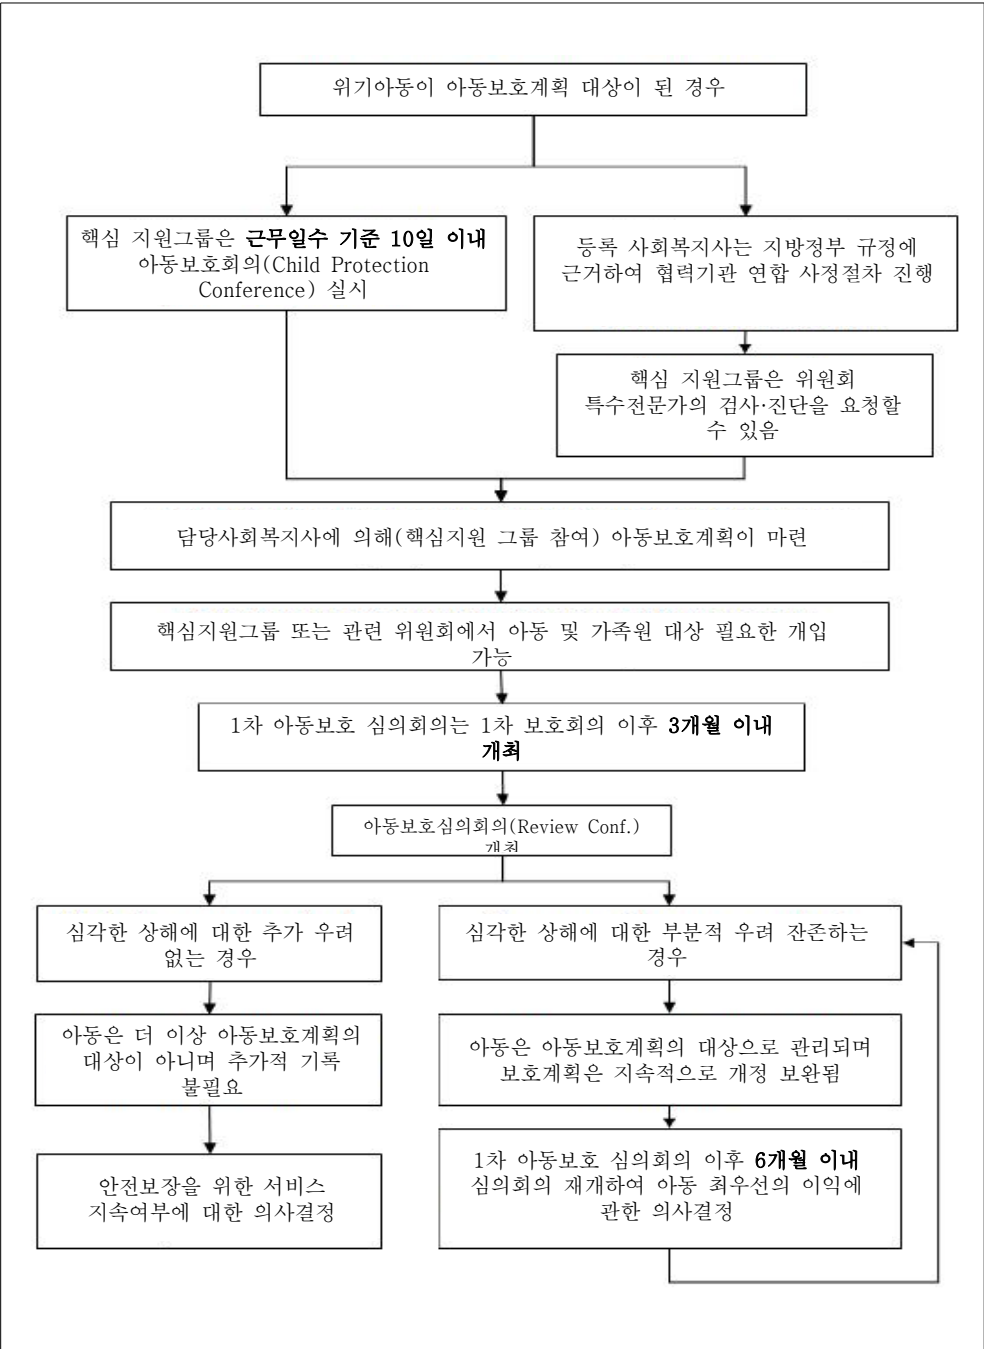 위기아동이 아동보호계획 대상이 된 경우
핵심 지원그룹은 근무일수 기준 10일 이내
아동보호회의(Child Protection
Conference) 실시
등록 사회복지사는 지방정부 규정에
근거하여 협력기관 연합 사정절차 진행
핵심 지원그룹은 위원회
특수전문가의 검사·진단을 요청할
수 있음
담당사회복지사에 의해(핵심지원 그룹 참여) 아동보호계획이 마련
핵심지원그룹 또는 관련 위원회에서 아동 및 가족원 대상 필요한 개입
가능
1차 아동보호 심의회의는 1차 보호회의 이후 3개월 이내
개최
아동보호심의회의(Review Conf.)
개최
심각한 상해에 대한 추가 우려
없는 경우
아동은 더 이상 아동보호계획의
대상이 아니며 추가적 기록
불필요
안전보장을 위한 서비스
지속여부에 대한 의사결정
심각한 상해에 대한 부분적 우려 잔존하는
경우
아동은 아동보호계획의 대상으로 관리되며
보호계획은 지속적으로 개정 보완됨
1차 아동보호 심의회의 이후 6개월 이내
심의회의 재개하여 아동 최우선의 이익에
관한 의사결정